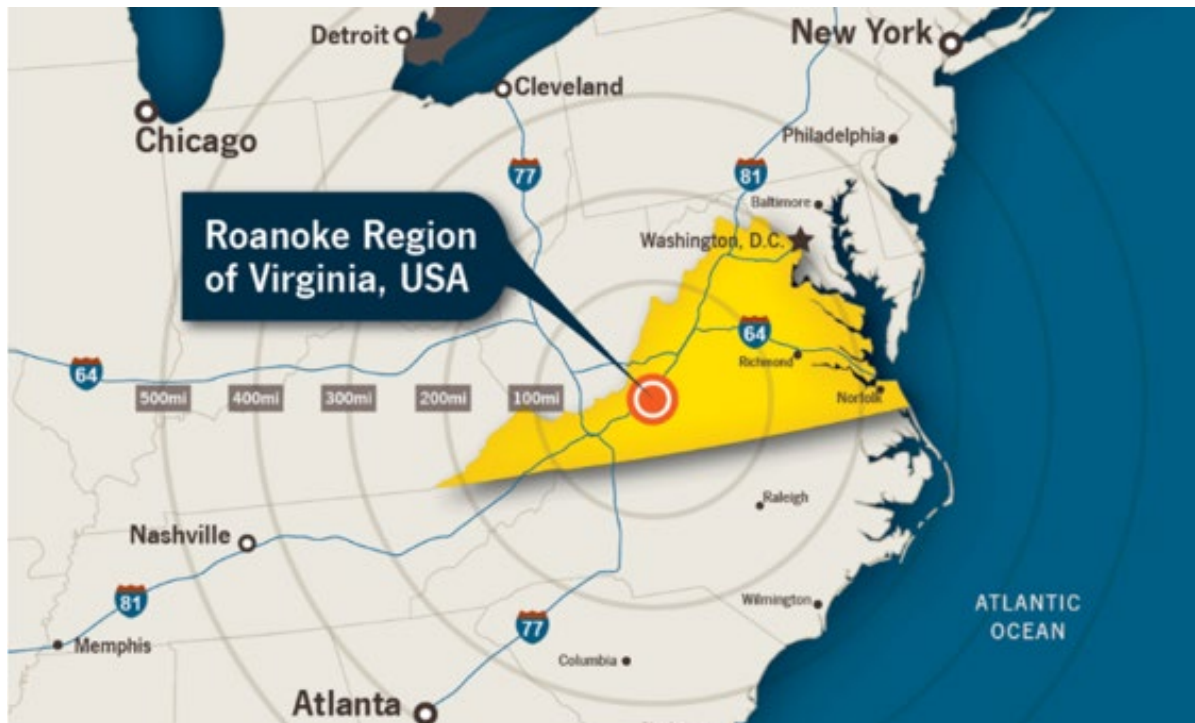 Detroit
New York
Cleveland
Chicago
Philadelphia
77
81
Baltimore
Roanoke Region
of Virginia, USA
Washington, D.C.
64
Richmond
64
500mi
400mi
300mi
200mi
100mi
Norfolk
Raleigh
Nashville
81
Wilmington
ATLANTIC
OCEAN
77
Memphis
Columbia
Atlanta